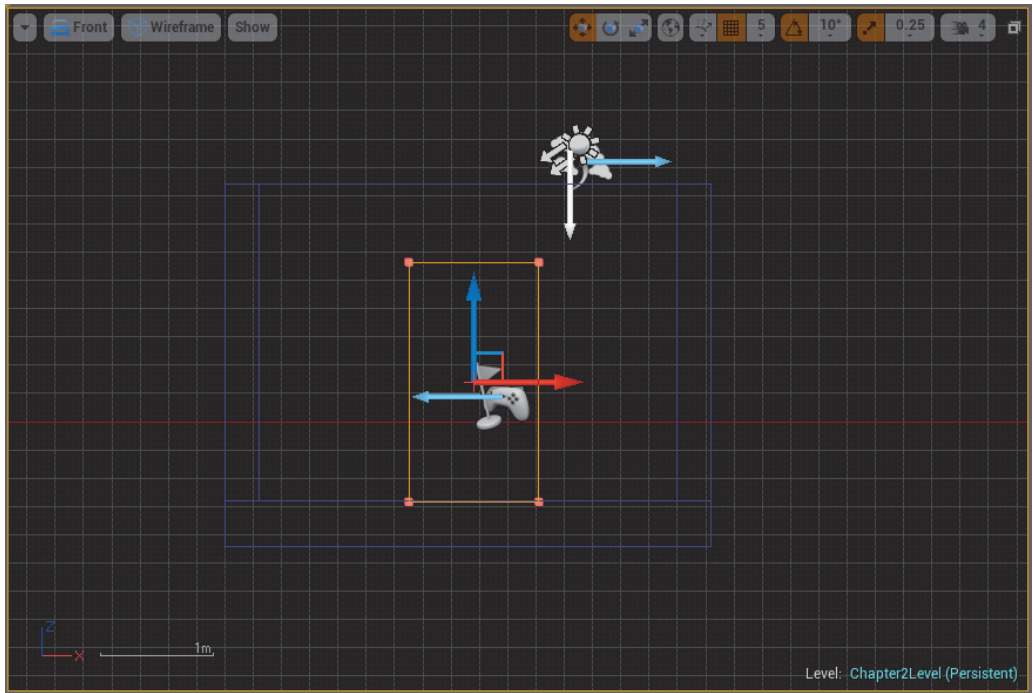 Front Wireframe Show 5 10° 0.25 4
Z
X
1m
Level: Chapter2Level (Persistent)